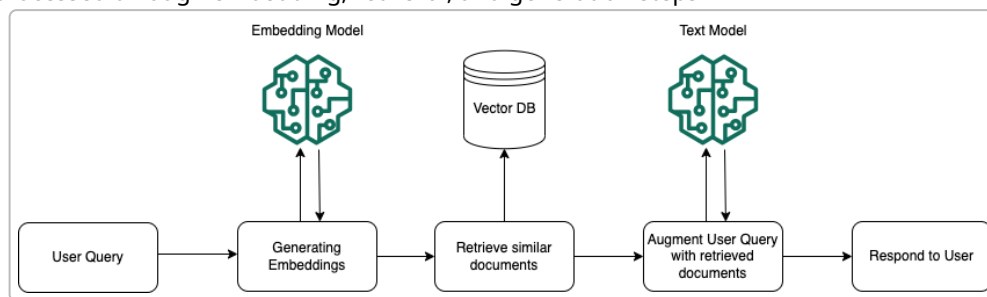 Embedding Model
Text Model
Vector DB
User Query
Generating
Embeddings
Retrieve similar
documents
Augment User Query
with retrieved
documents
Respond to User